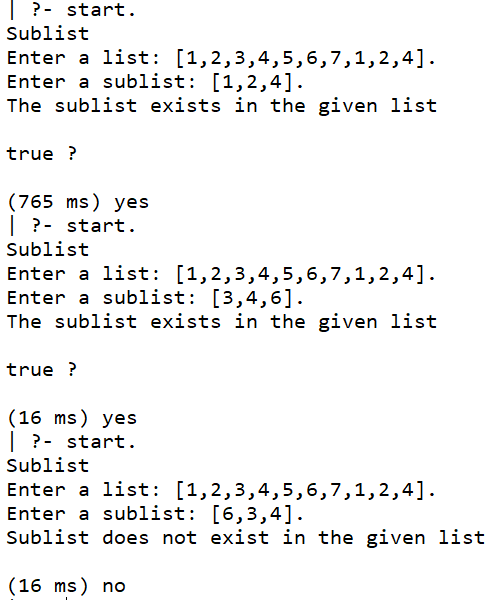 | ?- start.
Sublist
Enter a list: [1,2,3,4,5,6,7,1,2,4].
Enter a sublist: [1,2,4].
The sublist exists in the given list
true ?
(765 ms) yes
| ?- start.
Sublist
Enter a list: [1,2,3,4,5,6,7,1,2,4].
Enter a sublist: [3,4,6].
The sublist exists in the given list
true ?
(16 ms) yes
| ?- start.
Sublist
Enter a list: [1,2,3,4,5,6,7,1,2,4].
Enter a sublist: [6,3,4].
Sublist does not exist in the given list
(16 ms) no